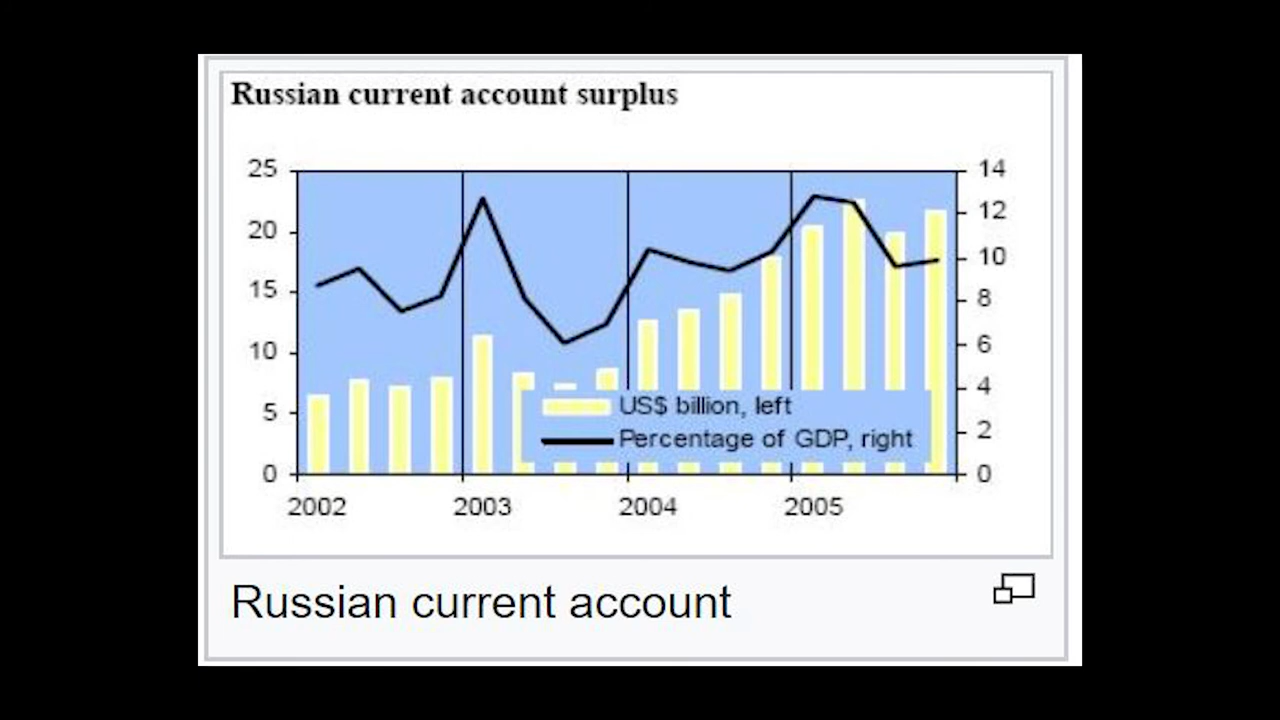 Russian current account surplus
25 14
20 12
15 10
10 8
5 6
0 4
2
0
US$ billion, left
Percentage of GDP, right
2002 2003 2004 2005
Russian current account